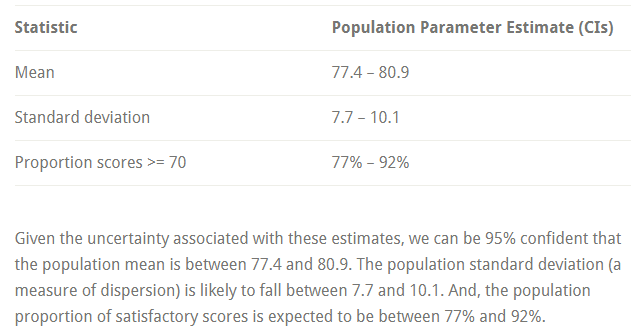 Statistic Population Parameter Estimate (CIs)
Mean 77.4 – 80.9
Standard deviation 7.7 – 10.1
Proportion scores >= 70 77% – 92%
Given the uncertainty associated with these estimates, we can be 95% confident that
the population mean is between 77.4 and 80.9. The population standard deviation (a
measure of dispersion) is likely to fall between 7.7 and 10.1. And, the population
proportion of satisfactory scores is expected to be between 77% and 92%.